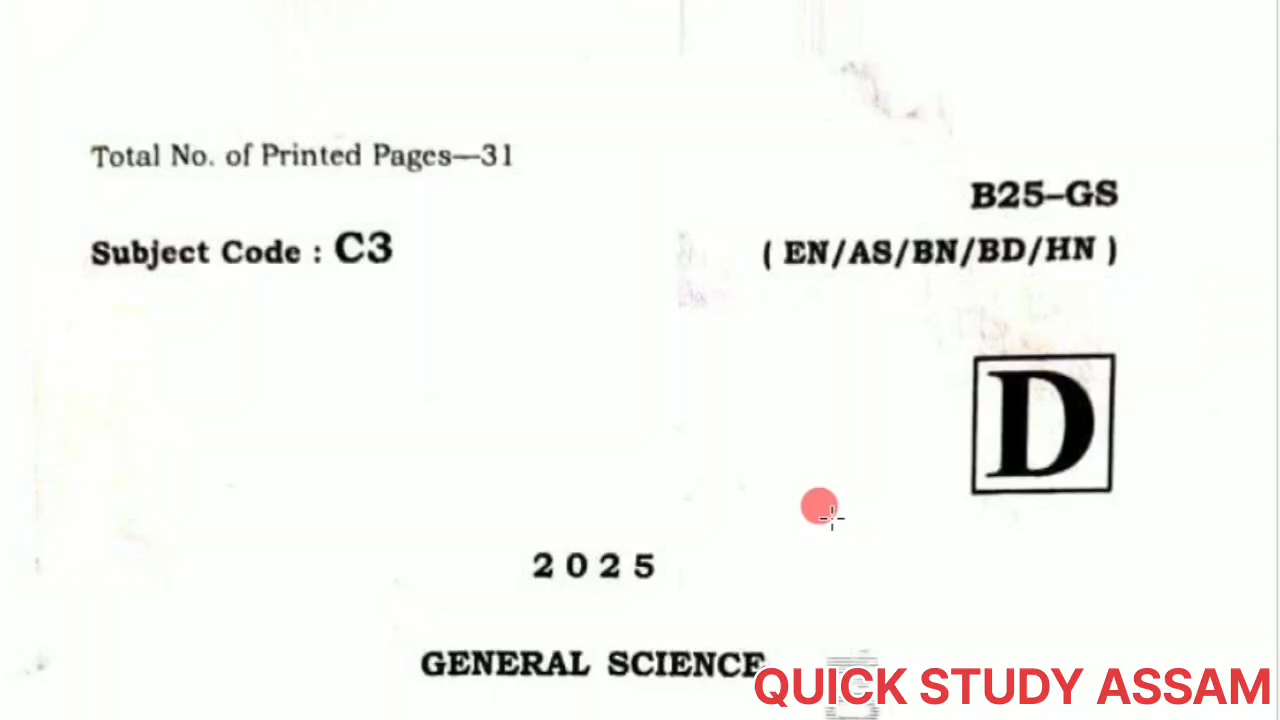 Total No. of Printed Pages—31
B25–GS
Subject Code : C3
( EN/AS/BN/BD/HN )
D
2025
GENERAL SCIENCE
QUICK STUDY ASSAM